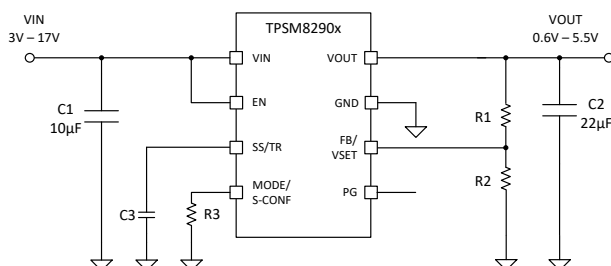 TPSM8290x
VIN
3V – 17V
VOUT
0.6V – 5.5V
VIN
VOUT
EN
GND
C1
10µF
R1
C2
22µF
SS/TR
FB/
VSET
R2
MODE/
S-CONF
PG
C3
R3